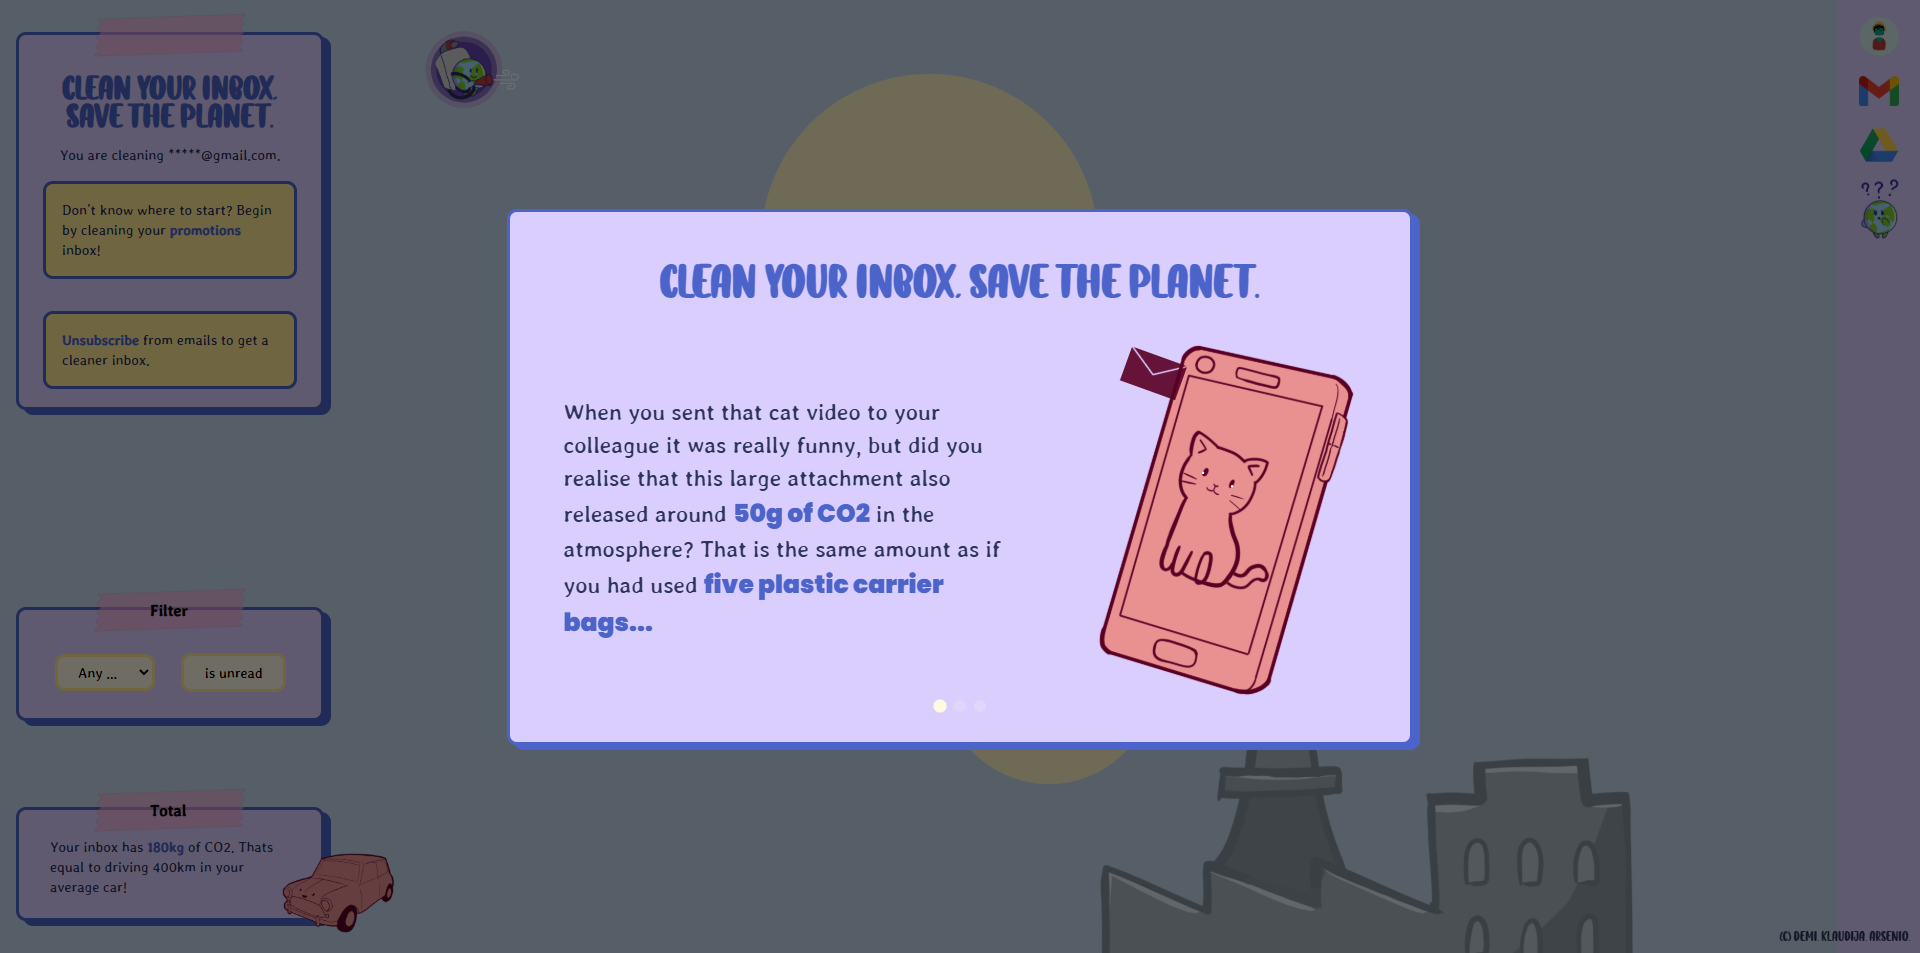 CLEAN YOUR INBOX.
SAVE THE PLANET.
You are cleaning *****@gmail.com.
Don't know where to start? Begin
by cleaning your promotions
inbox!
Unsubscribe from emails to get a
cleaner inbox.
Filter
Any ...
is unread
Total
Your inbox has 180kg of CO2. Thats
equal to driving 400km in your
average car!
CLEAN YOUR INBOX. SAVE THE PLANET.
When you sent that cat video to your
colleague it was really funny, but did you
realise that this large attachment also
released around 50g of CO2 in the
atmosphere? That is the same amount as if
you had used five plastic carrier
bags...
???
(C) DEMI. KLAUDIJA. ARSENIO.